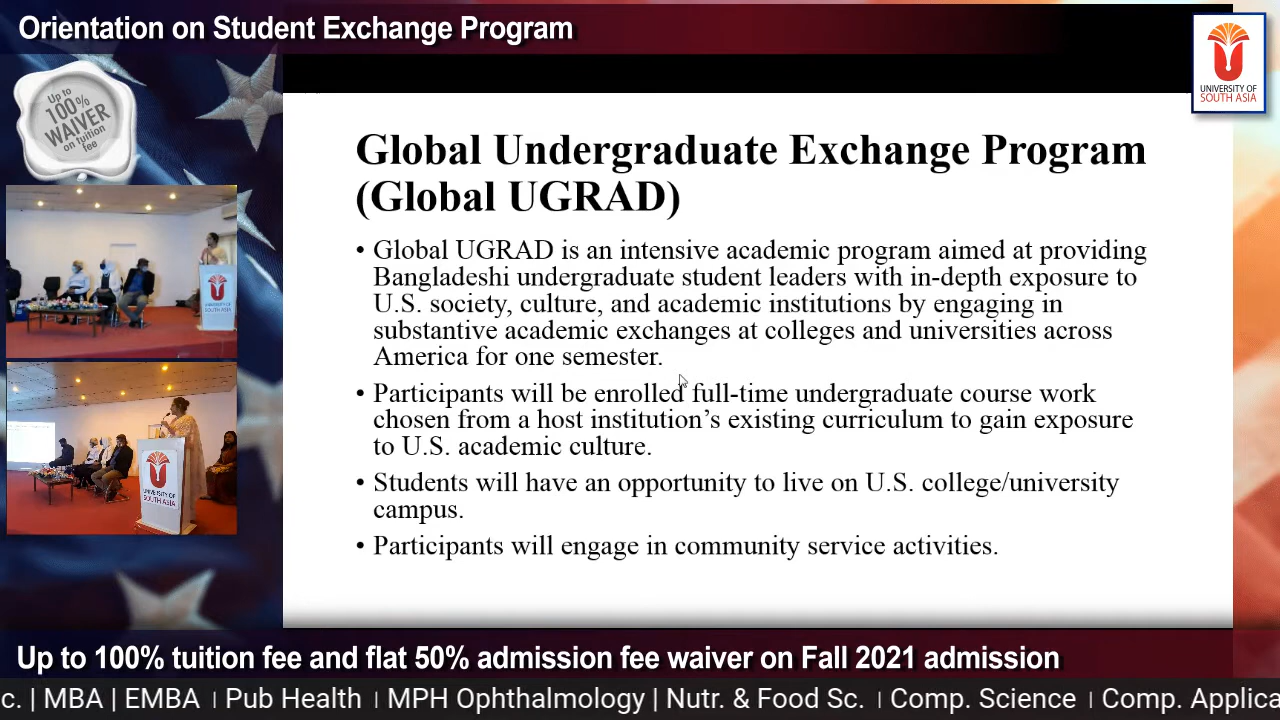 Orientation on Student Exchange Program
UNIVERSITY OF
SOUTH ASIA
Up to
100%
WAIVER
on tuition
fee
Global Undergraduate Exchange Program
(Global UGRAD)
• Global UGRAD is an intensive academic program aimed at providing
Bangladeshi undergraduate student leaders with in-depth exposure to
U.S. society, culture, and academic institutions by engaging in
substantive academic exchanges at colleges and universities across
America for one semester.
• Participants will be enrolled full-time undergraduate course work
chosen from a host institution’s existing curriculum to gain exposure
to U.S. academic culture.
• Students will have an opportunity to live on U.S. college/university
campus.
• Participants will engage in community service activities.
UNIVERSITY OF
SOUTH ASIA
Up to 100% tuition fee and flat 50% admission fee waiver on Fall 2021 admission
c. | MBA | EMBA | Pub Health | MPH Ophthalmology | Nutr. & Food Sc. | Comp. Science | Comp. Applica